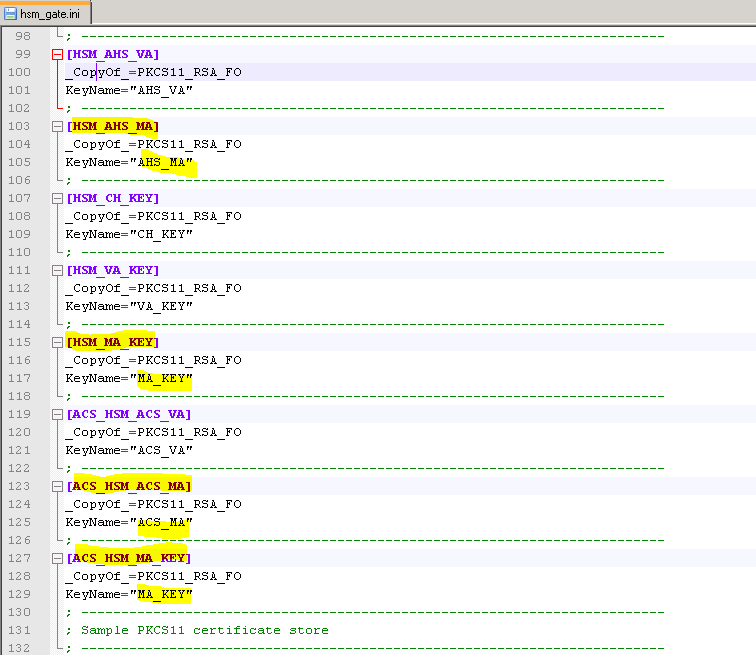 hsm_gate.ini
98 ; -------------------------------------------------------------------------
99 [HSM_AHS_VA]
100 _CopyOf_=PKCS11_RSA_FO
101 KeyName="AHS_VA"
102 ; -------------------------------------------------------------------------
103 [HSM_AHS_MA]
104 _CopyOf_=PKCS11_RSA_FO
105 KeyName="AHS_MA"
106 ; -------------------------------------------------------------------------
107 [HSM_CH_KEY]
108 _CopyOf_=PKCS11_RSA_FO
109 KeyName="CH_KEY"
110 ; -------------------------------------------------------------------------
111 [HSM_VA_KEY]
112 _CopyOf_=PKCS11_RSA_FO
113 KeyName="VA_KEY"
114 ; -------------------------------------------------------------------------
115 [HSM_MA_KEY]
116 _CopyOf_=PKCS11_RSA_FO
117 KeyName="MA_KEY"
118 ; -------------------------------------------------------------------------
119 [ACS_HSM_ACS_VA]
120 _CopyOf_=PKCS11_RSA_FO
121 KeyName="ACS_VA"
122 ; -------------------------------------------------------------------------
123 [ACS_HSM_ACS_MA]
124 _CopyOf_=PKCS11_RSA_FO
125 KeyName="ACS_MA"
126 ; -------------------------------------------------------------------------
127 [ACS_HSM_MA_KEY]
128 _CopyOf_=PKCS11_RSA_FO
129 KeyName="MA_KEY"
130 ; -------------------------------------------------------------------------
131 ; Sample PKCS11 certificate store
132 ; -------------------------------------------------------------------------